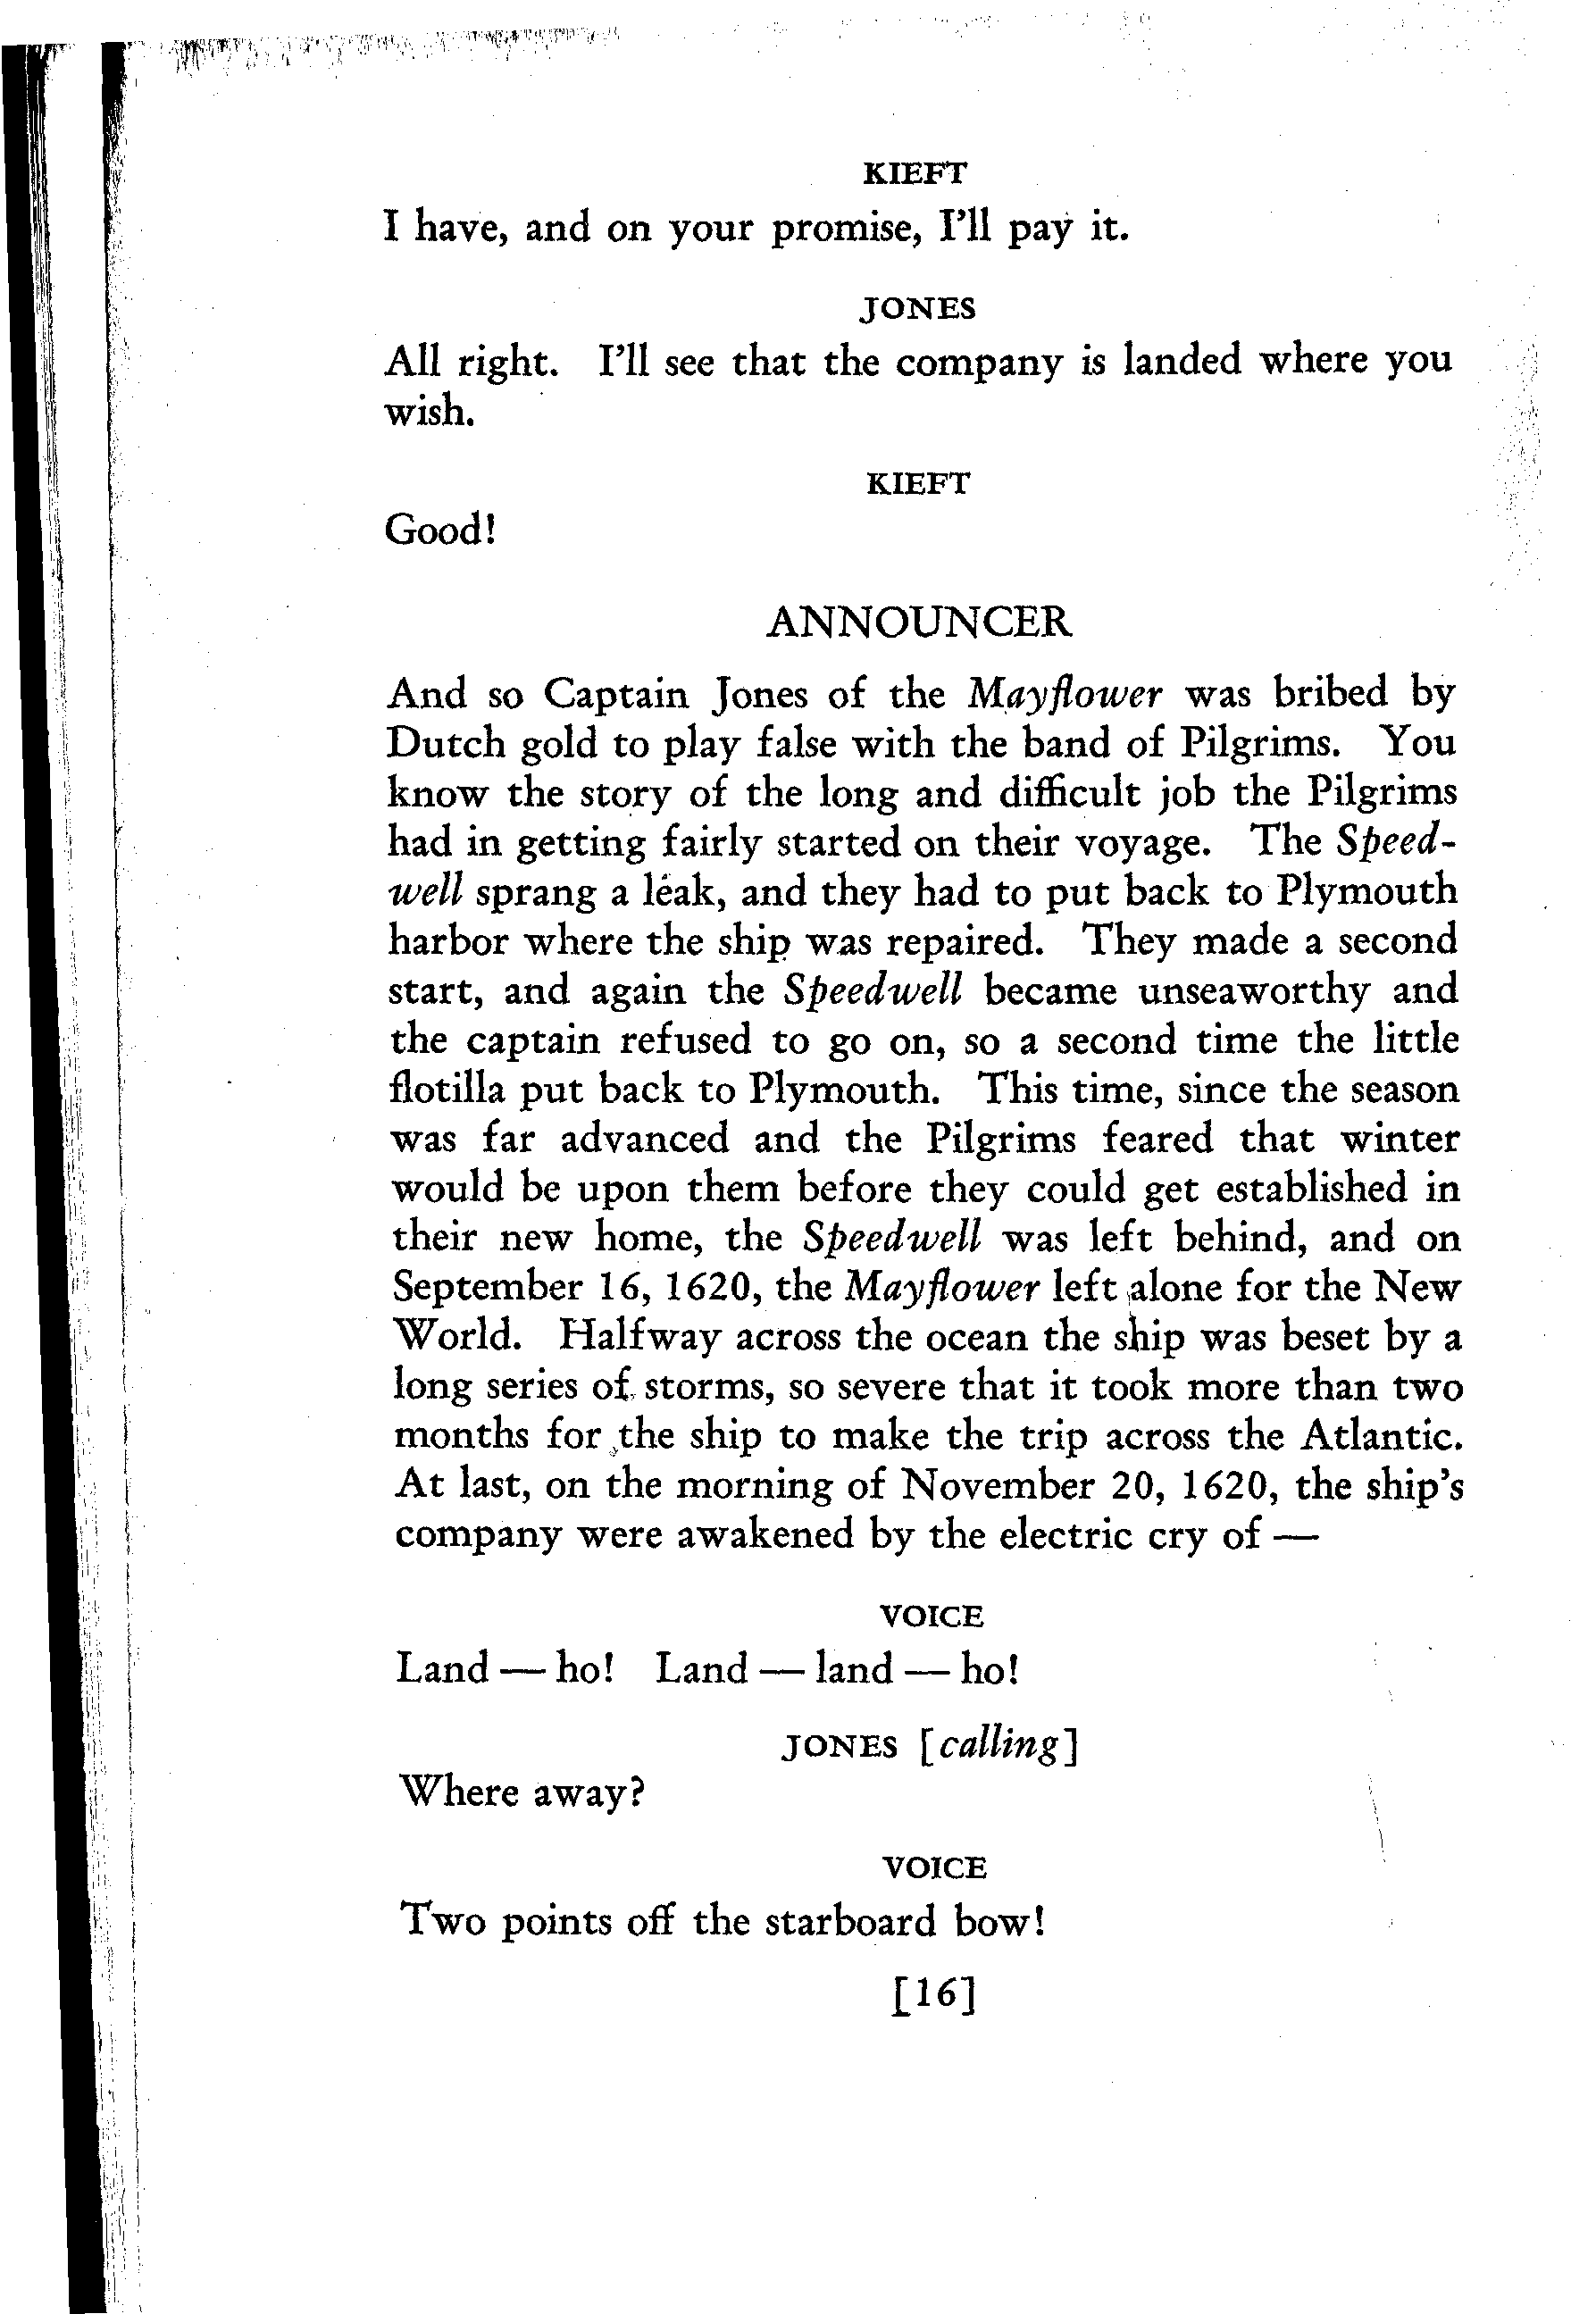 KIEFT
I have, and on your promise, I'll pay it.
JONES
All right. I'll see that the company is landed where you
wish.
KIEFT
Good!
ANNOUNCER
And so Captain Jones of the Mayflower was bribed by
Dutch gold to play false with the band of Pilgrims. You
know the story of the long and difficult job the Pilgrims
had in getting fairly started on their voyage. The Speed-
well sprang a leak, and they had to put back to Plymouth
harbor where the ship was repaired. They made a second
start, and again the Speedwell became unseaworthy and
the captain refused to go on, so a second time the little
flotilla put back to Plymouth. This time, since the season
was far advanced and the Pilgrims feared that winter
would be upon them before they could get established in
their new home, the Speedwell was left behind, and on
September 16, 1620, the Mayflower left alone for the New
World. Halfway across the ocean the ship was beset by a
long series of storms, so severe that it took more than two
months for the ship to make the trip across the Atlantic.
At last, on the morning of November 20, 1620, the ship's
company were awakened by the electric cry of —
VOICE
Land — ho! Land — land — ho!
JONES [calling]
Where away?
VOICE
Two points off the starboard bow!
[16]